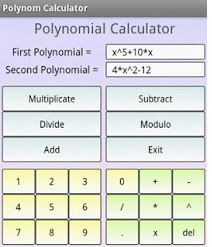 Polynom Calculator
Polynomial Calculator
First Polynomial = x^5+10*x
Second Polynomial = 4*x^2-12
Multiplicate Subtract
Divide Modulo
Add Exit
1 2 3 0 + -
4 5 6 / * ^
7 8 9 . x del